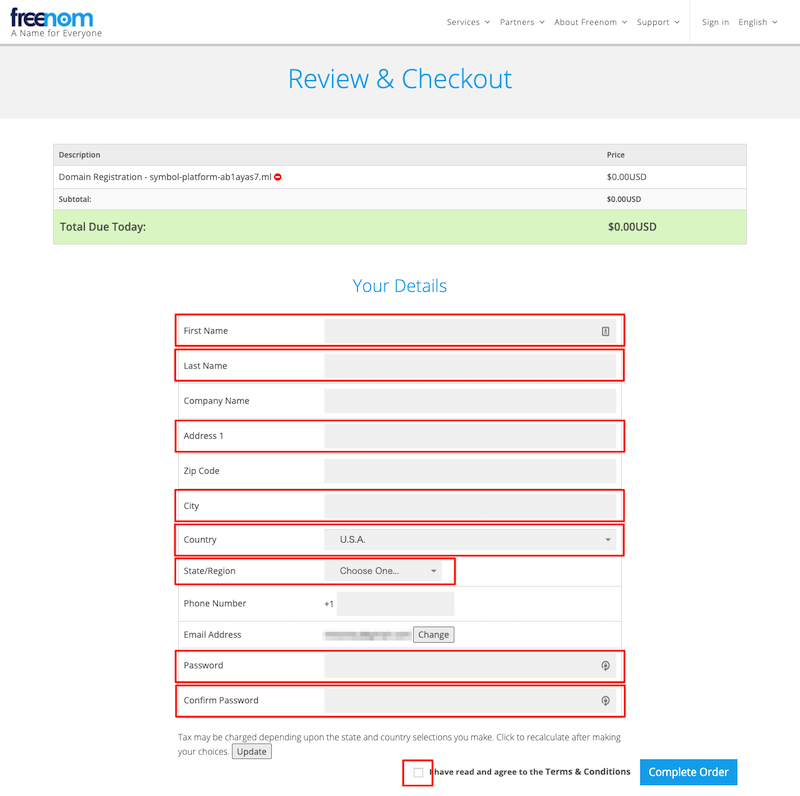 freenom
A Name for Everyone
Services Partners About Freenom Support Sign in English
Review & Checkout
Description Price
Domain Registration - symbol-platform-ab1ayas7.ml $0.00USD
Subtotal: $0.00USD
Total Due Today: $0.00USD
Your Details
First Name
Last Name
Company Name
Address 1
Zip Code
City
Country U.S.A.
State/Region Choose One...
Phone Number +1
Email Address Change
Password
Confirm Password
Tax may be charged depending upon the state and country selections you make. Click to recalculate after making
your choices. Update
I have read and agree to the Terms & Conditions Complete Order